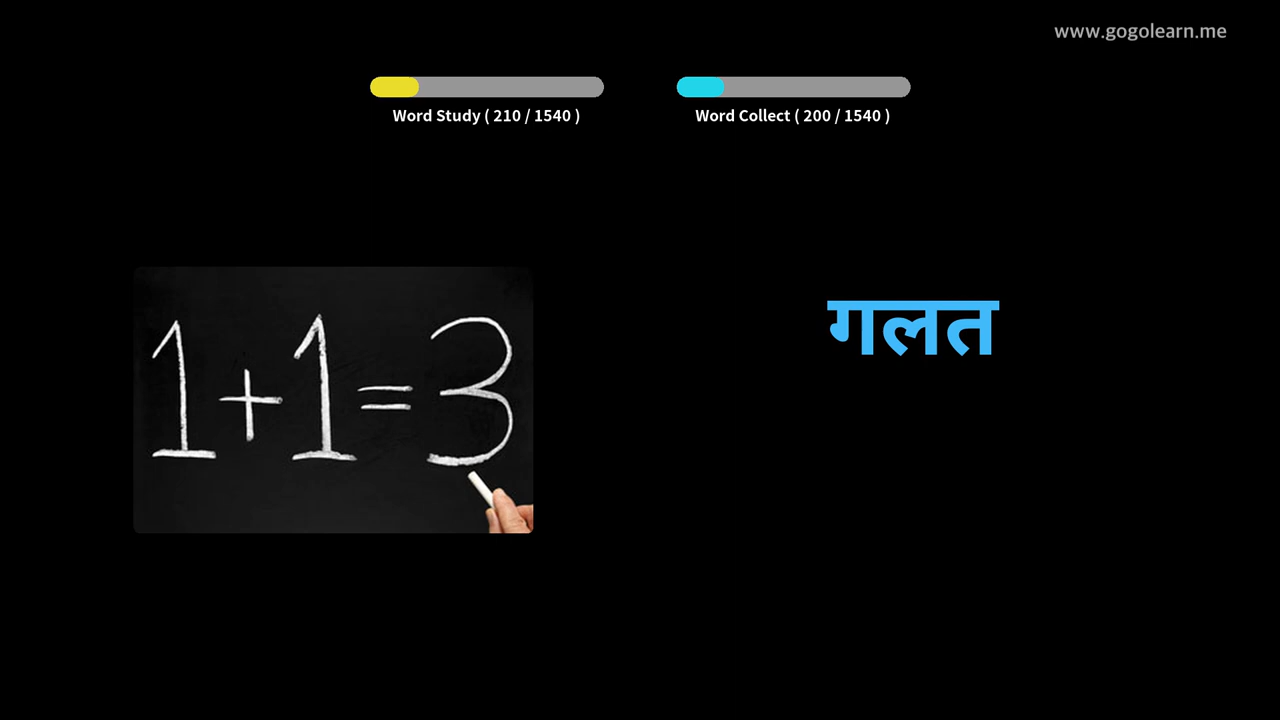 www.gogolearn.me
Word Study ( 210 / 1540 )
Word Collect ( 200 / 1540 )
1+1=3
गलत